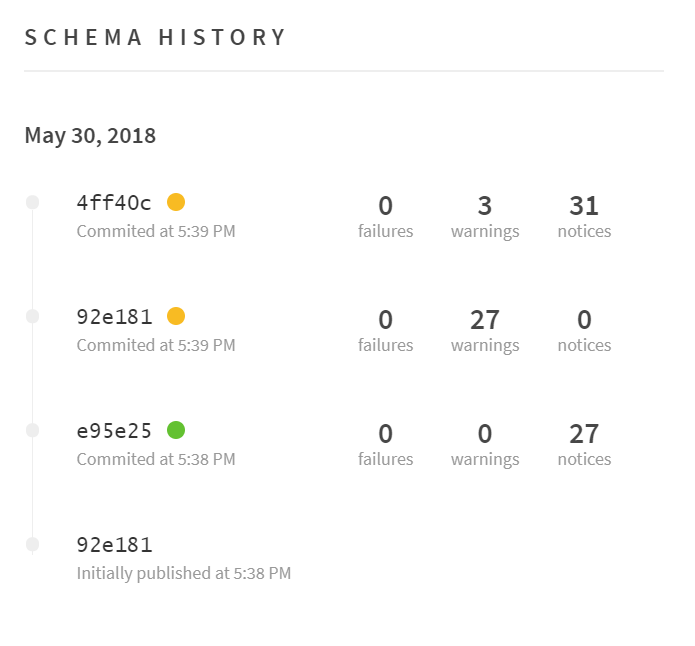 SCHEMA HISTORY
May 30, 2018
4ff40c
0 3 31
Commited at 5:39 PM
failures warnings notices
92e181
0 27 0
Commited at 5:39 PM
failures warnings notices
e95e25
0 0 27
Commited at 5:38 PM
failures warnings notices
92e181
Initially published at 5:38 PM